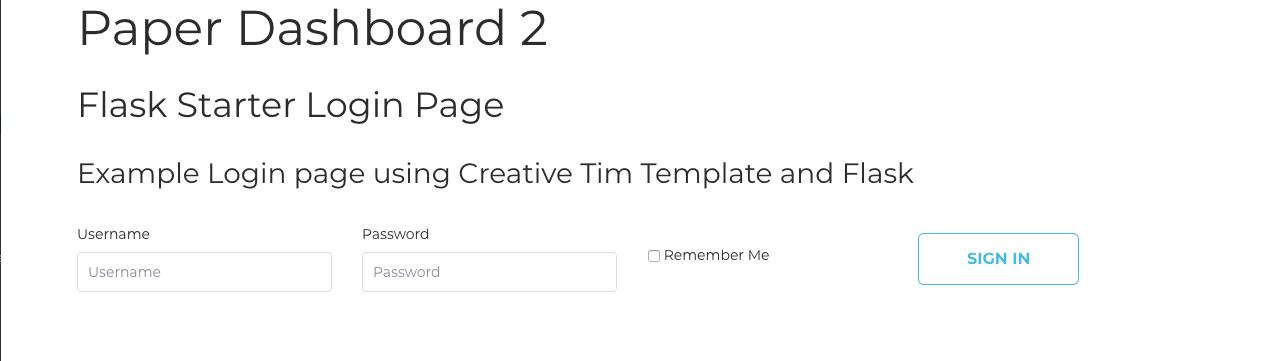 Paper Dashboard 2
Flask Starter Login Page
Example Login page using Creative Tim Template and Flask
Username Password
Username Password Remember Me SIGN IN